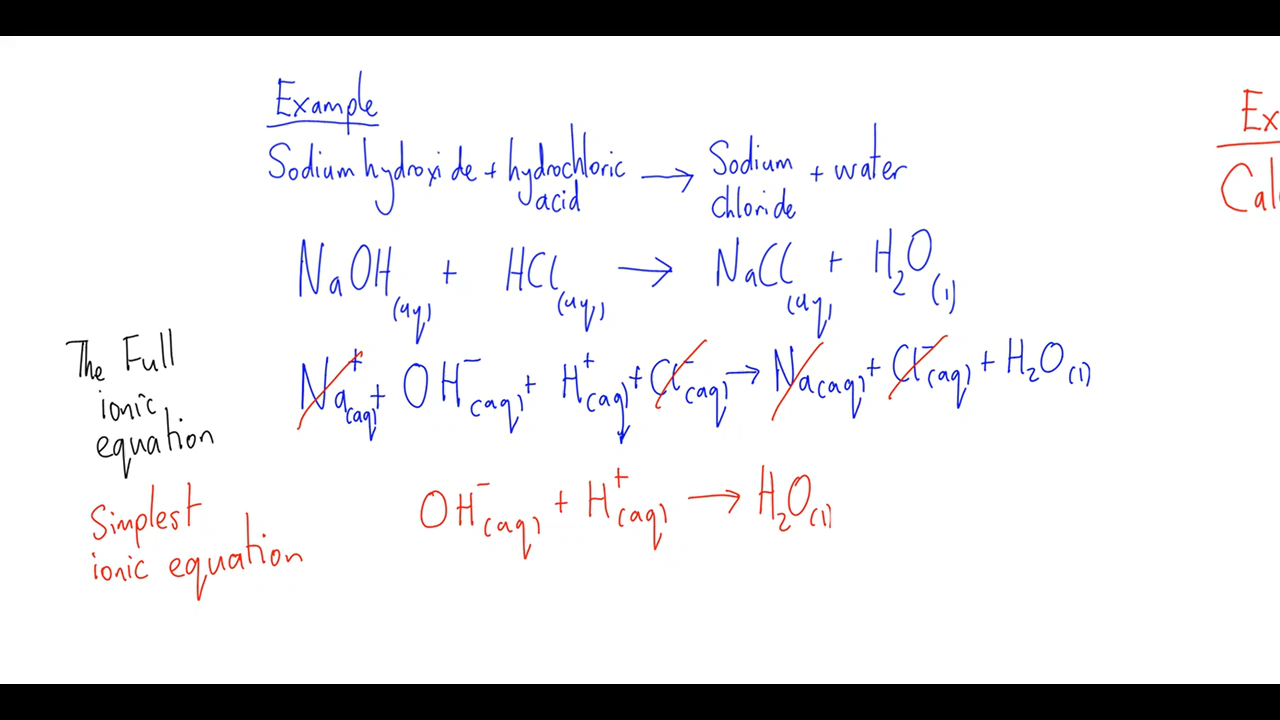 Example
Sodium hydroxide + hydrochloric acid → Sodium chloride + water
NaOH(aq) + HCl(aq) → NaCl(aq) + H₂O(l)
The Full ionic equation
Na⁺(aq) + OH⁻(aq) + H⁺(aq) + Cl⁻(aq) → Na(aq) + Cl⁻(aq) + H₂O(l)
Simplest ionic equation
OH⁻(aq) + H⁺(aq) → H₂O(l)
Ex
Cal